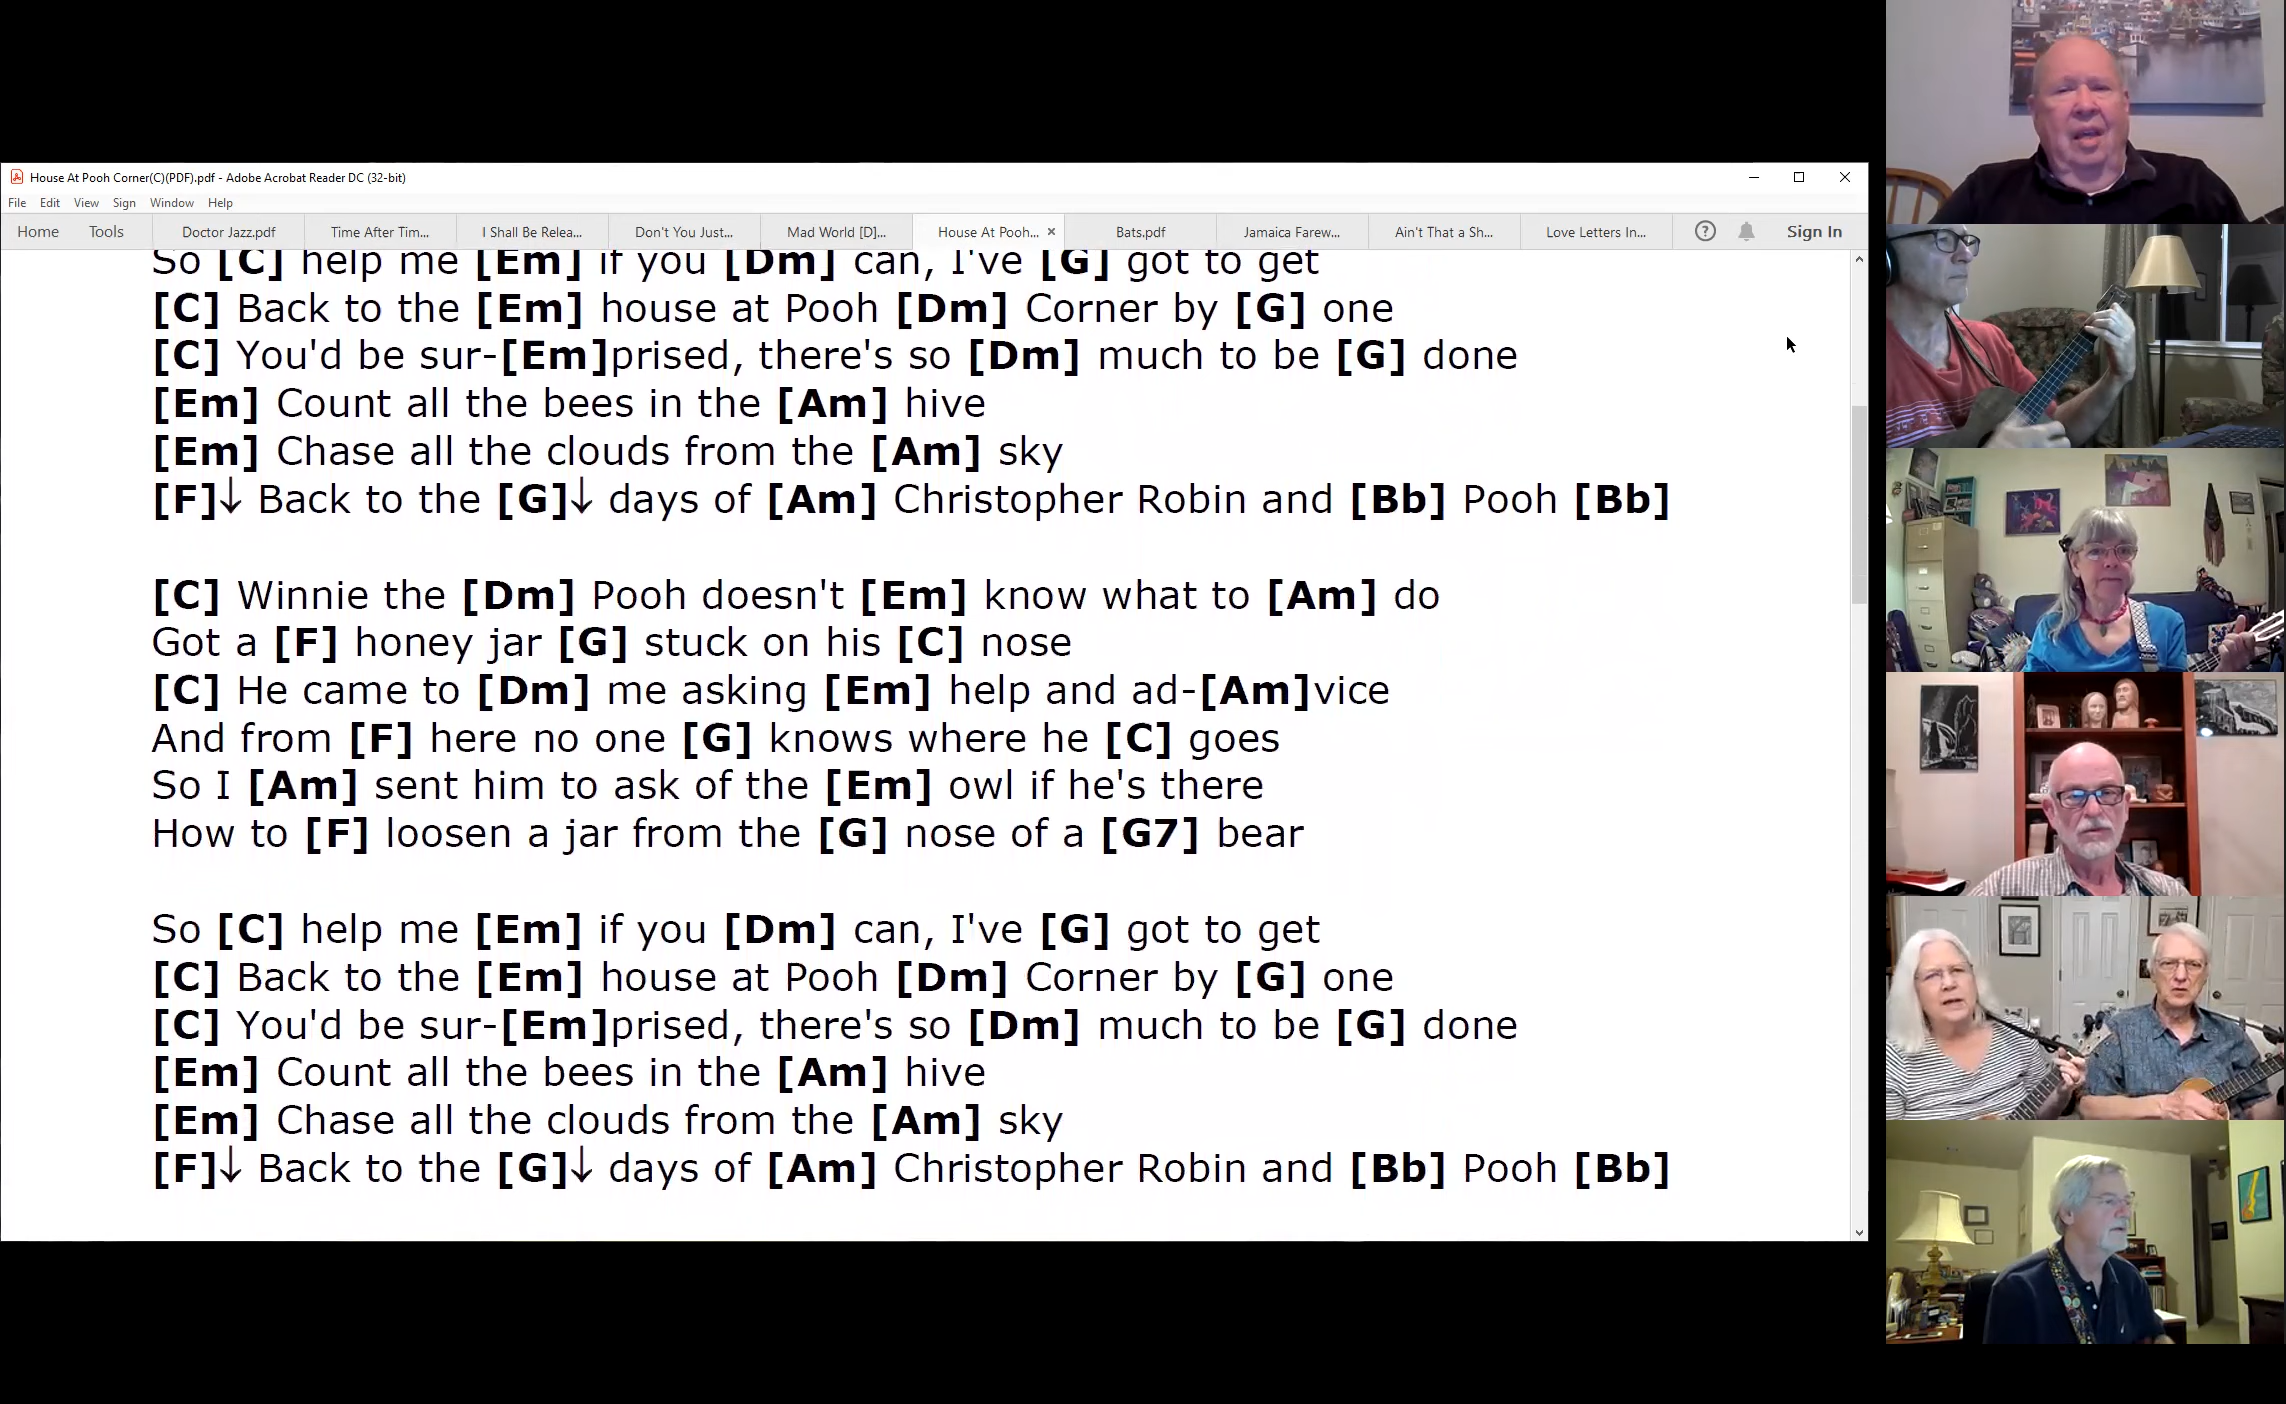 House At Pooh Corner(C)(PDF).pdf - Adobe Acrobat Reader DC (32-bit)
File Edit View Sign Window Help
Home Tools Doctor Jazz.pdf Time After Tim... I Shall Be Relea... Don't You Just... Mad World [D]... House At Pooh... × Bats.pdf Jamaica Farew... Ain't That a Sh... Love Letters In... ? Sign In
So [C] help me [Em] if you [Dm] can, I've [G] got to get
[C] Back to the [Em] house at Pooh [Dm] Corner by [G] one
[C] You'd be sur-[Em]prised, there's so [Dm] much to be [G] done
[Em] Count all the bees in the [Am] hive
[Em] Chase all the clouds from the [Am] sky
[F]↓ Back to the [G]↓ days of [Am] Christopher Robin and [Bb] Pooh [Bb]
[C] Winnie the [Dm] Pooh doesn't [Em] know what to [Am] do
Got a [F] honey jar [G] stuck on his [C] nose
[C] He came to [Dm] me asking [Em] help and ad-[Am]vice
And from [F] here no one [G] knows where he [C] goes
So I [Am] sent him to ask of the [Em] owl if he's there
How to [F] loosen a jar from the [G] nose of a [G7] bear
So [C] help me [Em] if you [Dm] can, I've [G] got to get
[C] Back to the [Em] house at Pooh [Dm] Corner by [G] one
[C] You'd be sur-[Em]prised, there's so [Dm] much to be [G] done
[Em] Count all the bees in the [Am] hive
[Em] Chase all the clouds from the [Am] sky
[F]↓ Back to the [G]↓ days of [Am] Christopher Robin and [Bb] Pooh [Bb]